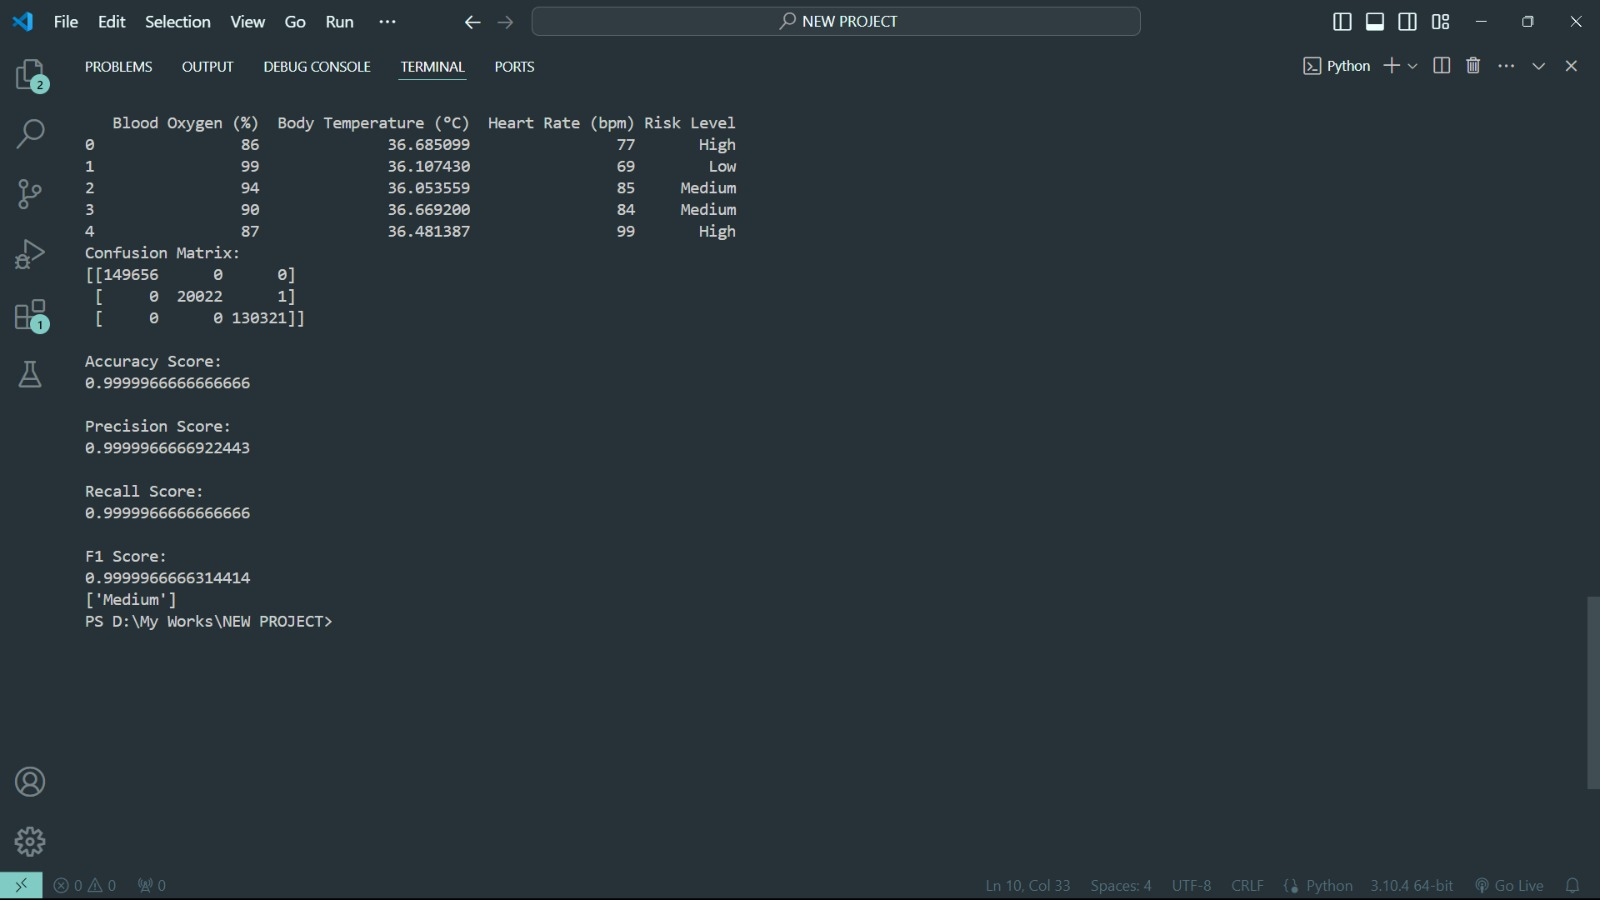 File Edit Selection View Go Run ··· NEW PROJECT
PROBLEMS OUTPUT DEBUG CONSOLE TERMINAL PORTS Python
2
Blood Oxygen (%) Body Temperature (°C) Heart Rate (bpm) Risk Level
0 86 36.685099 77 High
1 99 36.107430 69 Low
2 94 36.053559 85 Medium
3 90 36.669200 84 Medium
4 87 36.481387 99 High
Confusion Matrix:
[[149656 0 0]
[ 0 20022 1]
[ 0 0 130321]]
1
Accuracy Score:
0.9999966666666666
Precision Score:
0.9999966666922443
Recall Score:
0.9999966666666666
F1 Score:
0.9999966666314414
['Medium']
PS D:\My Works\NEW PROJECT>
0 0 0 Ln 10, Col 33 Spaces: 4 UTF-8 CRLF Python 3.10.4 64-bit Go Live